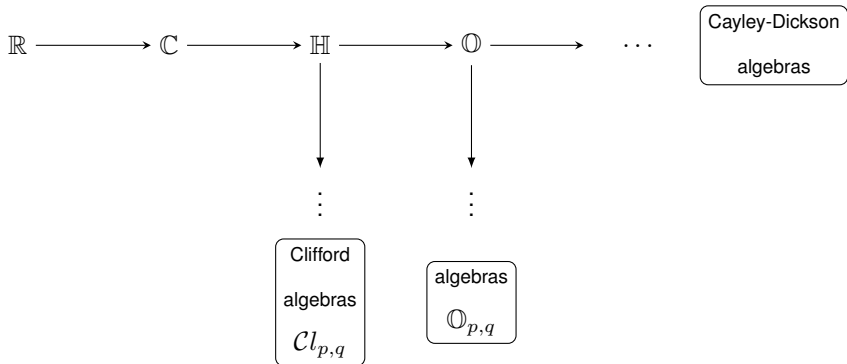 ℝ ℂ ℍ 𝕆 ⋯ Cayley-Dickson
algebras
⋮ ⋮
Clifford
algebras
𝒞l_{p,q}
algebras
𝕆_{p,q}